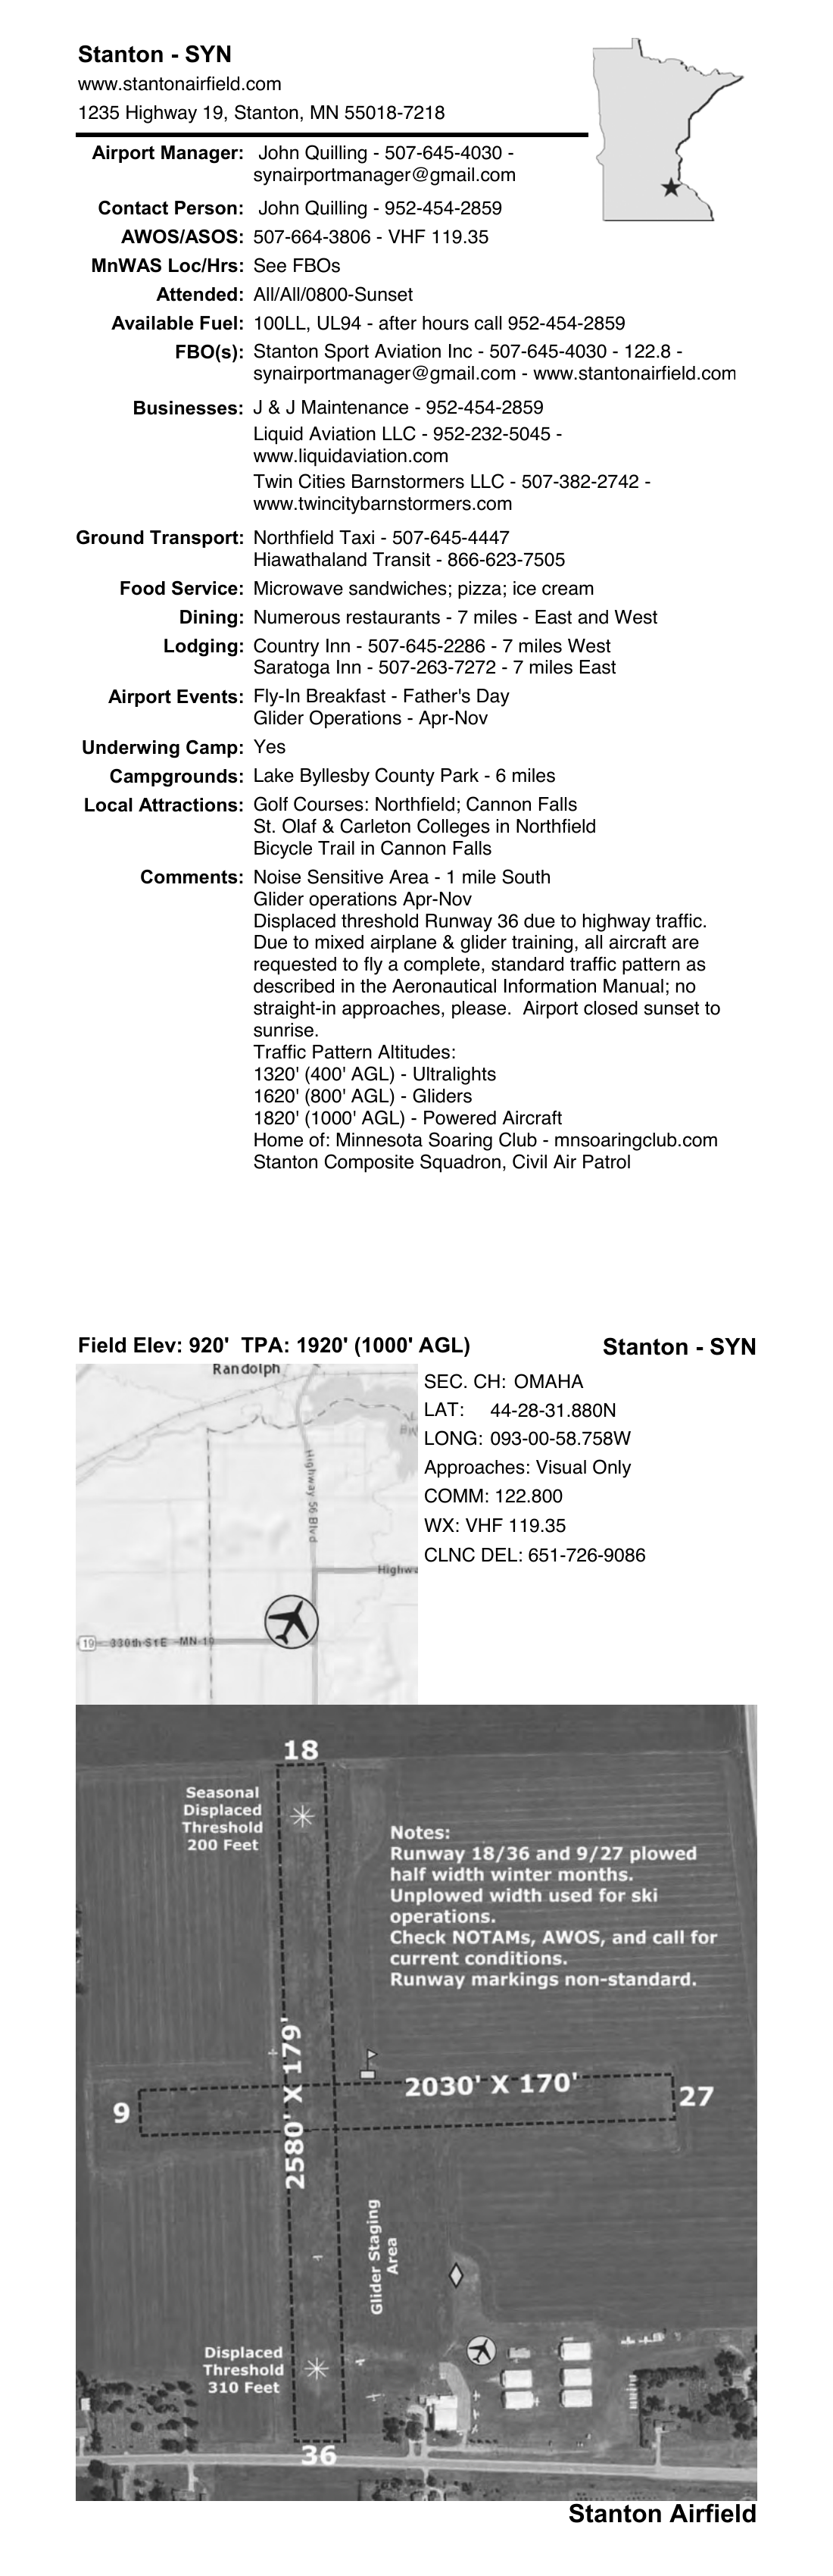 Stanton - SYN
www.stantonairfield.com
1235 Highway 19, Stanton, MN 55018-7218
Airport Manager: John Quilling - 507-645-4030 -
synairportmanager@gmail.com
Contact Person: John Quilling - 952-454-2859
AWOS/ASOS: 507-664-3806 - VHF 119.35
MnWAS Loc/Hrs: See FBOs
Attended: All/All/0800-Sunset
Available Fuel: 100LL, UL94 - after hours call 952-454-2859
FBO(s): Stanton Sport Aviation Inc - 507-645-4030 - 122.8 -
synairportmanager@gmail.com - www.stantonairfield.com
Businesses: J & J Maintenance - 952-454-2859
Liquid Aviation LLC - 952-232-5045 -
www.liquidaviation.com
Twin Cities Barnstormers LLC - 507-382-2742 -
www.twincitybarnstormers.com
Ground Transport: Northfield Taxi - 507-645-4447
Hiawathaland Transit - 866-623-7505
Food Service: Microwave sandwiches; pizza; ice cream
Dining: Numerous restaurants - 7 miles - East and West
Lodging: Country Inn - 507-645-2286 - 7 miles West
Saratoga Inn - 507-263-7272 - 7 miles East
Airport Events: Fly-In Breakfast - Father's Day
Glider Operations - Apr-Nov
Underwing Camp: Yes
Campgrounds: Lake Byllesby County Park - 6 miles
Local Attractions: Golf Courses: Northfield; Cannon Falls
St. Olaf & Carleton Colleges in Northfield
Bicycle Trail in Cannon Falls
Comments: Noise Sensitive Area - 1 mile South
Glider operations Apr-Nov
Displaced threshold Runway 36 due to highway traffic.
Due to mixed airplane & glider training, all aircraft are
requested to fly a complete, standard traffic pattern as
described in the Aeronautical Information Manual; no
straight-in approaches, please.  Airport closed sunset to
sunrise.
Traffic Pattern Altitudes:
1320' (400' AGL) - Ultralights
1620' (800' AGL) - Gliders
1820' (1000' AGL) - Powered Aircraft
Home of: Minnesota Soaring Club - mnsoaringclub.com
Stanton Composite Squadron, Civil Air Patrol
Field Elev: 920'  TPA: 1920' (1000' AGL)
Stanton - SYN
Randolph
Highway 56 Blvd
Highwa
19 330th St E MN-19
SEC. CH: OMAHA
LAT: 44-28-31.880N
LONG: 093-00-58.758W
Approaches: Visual Only
COMM: 122.800
WX: VHF 119.35
CLNC DEL: 651-726-9086
18
Seasonal
Displaced
Threshold
200 Feet
Notes:
Runway 18/36 and 9/27 plowed
half width winter months.
Unplowed width used for ski
operations.
Check NOTAMs, AWOS, and call for
current conditions.
Runway markings non-standard.
2580' X 179'
2030' X 170'
9
27
Glider Staging
Area
Displaced
Threshold
310 Feet
36
Stanton Airfield